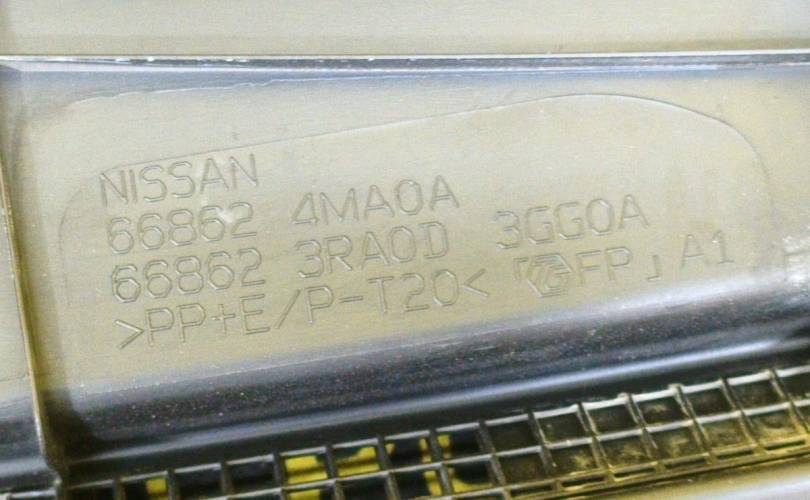 NISSAN
66862 4MA0A
66862 3RA0D 3GG0A
>PP+E/P-T20< 「FP」 A1